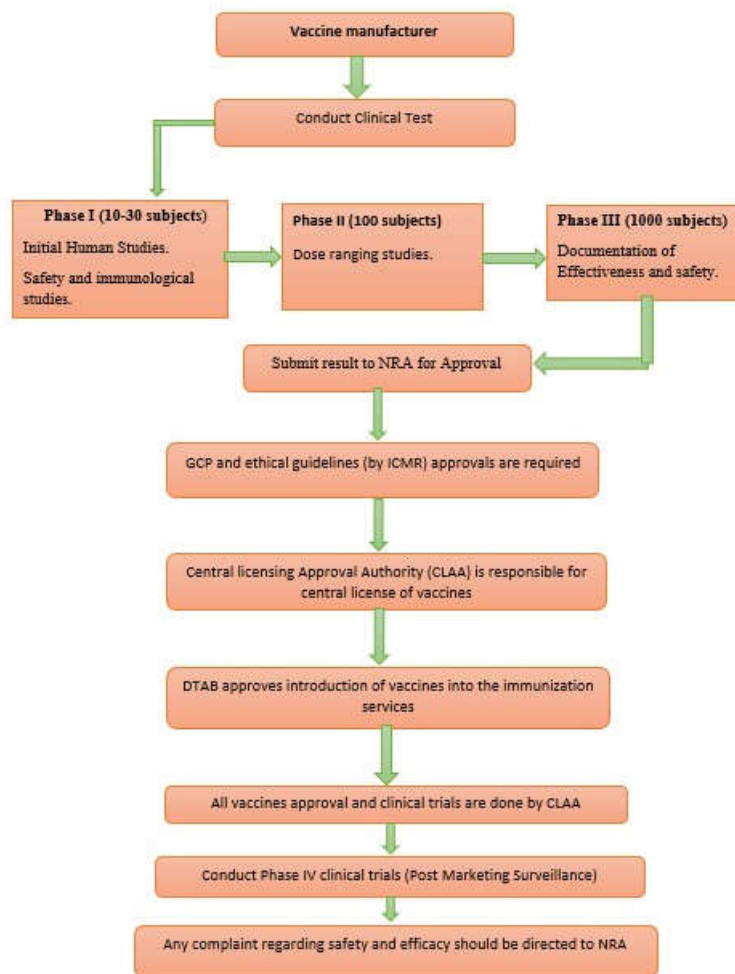 Vaccine manufacturer
Conduct Clinical Test
Phase I (10-30 subjects)
Initial Human Studies.
Safety and immunological
studies.
Phase II (100 subjects)
Dose ranging studies.
Phase III (1000 subjects)
Documentation of
Effectiveness and safety.
Submit result to NRA for Approval
GCP and ethical guidelines (by ICMR) approvals are required
Central licensing Approval Authority (CLAA) is responsible for
central license of vaccines
DTAB approves introduction of vaccines into the immunization
services
All vaccines approval and clinical trials are done by CLAA
Conduct Phase IV clinical trials (Post Marketing Surveillance)
Any complaint regarding safety and efficacy should be directed to NRA